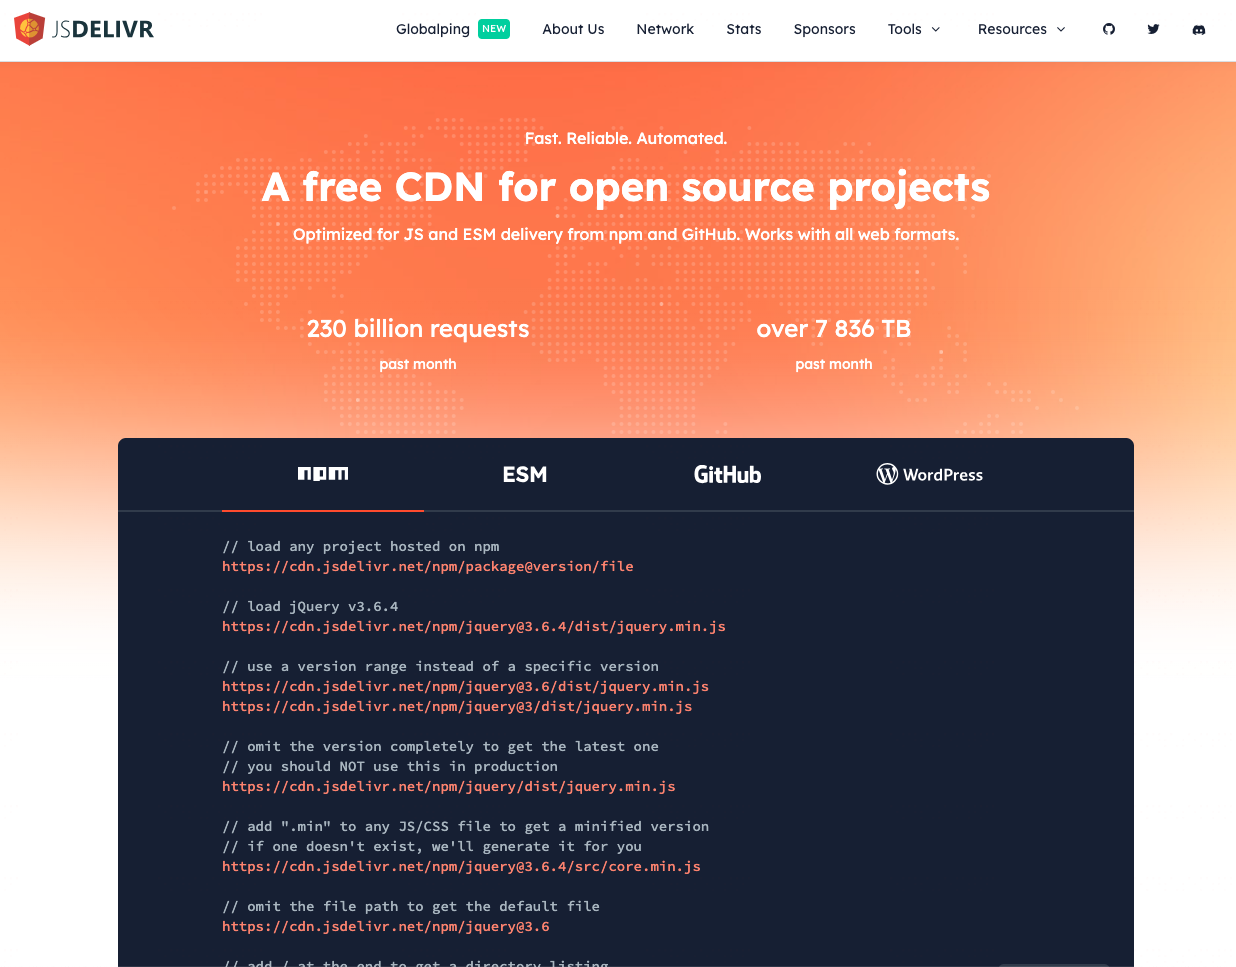 JSDELIVR
Globalping NEW About Us Network Stats Sponsors Tools Resources
Fast. Reliable. Automated.
A free CDN for open source projects
Optimized for JS and ESM delivery from npm and GitHub. Works with all web formats.
230 billion requests
past month
over 7 836 TB
past month
npm ESM GitHub WordPress
// load any project hosted on npm
https://cdn.jsdelivr.net/npm/package@version/file
// load jQuery v3.6.4
https://cdn.jsdelivr.net/npm/jquery@3.6.4/dist/jquery.min.js
// use a version range instead of a specific version
https://cdn.jsdelivr.net/npm/jquery@3.6/dist/jquery.min.js
https://cdn.jsdelivr.net/npm/jquery@3/dist/jquery.min.js
// omit the version completely to get the latest one
// you should NOT use this in production
https://cdn.jsdelivr.net/npm/jquery/dist/jquery.min.js
// add ".min" to any JS/CSS file to get a minified version
// if one doesn't exist, we'll generate it for you
https://cdn.jsdelivr.net/npm/jquery@3.6.4/src/core.min.js
// omit the file path to get the default file
https://cdn.jsdelivr.net/npm/jquery@3.6
// add / at the end to get a directory listing